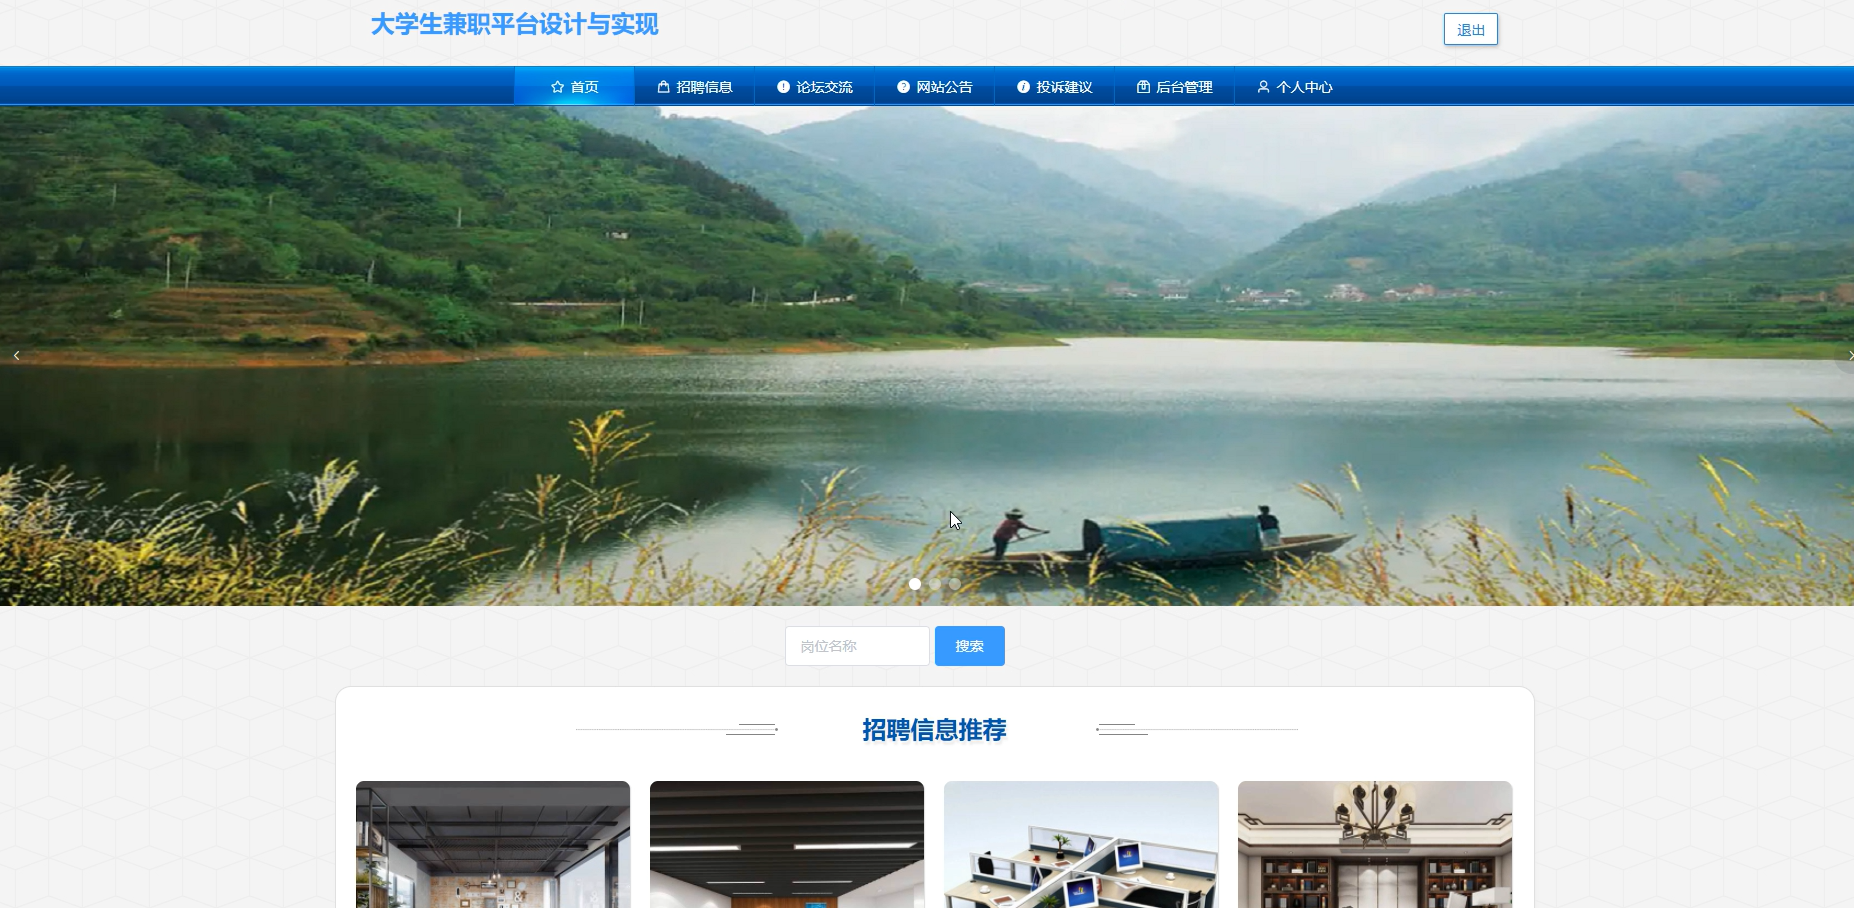 大学生兼职平台设计与实现
退出
首页
招聘信息
论坛交流
网站公告
投诉建议
后台管理
个人中心
岗位名称
搜索
招聘信息推荐